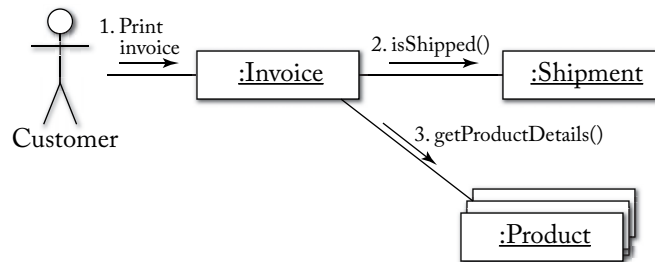 1. Print
invoice
2. isShipped()
:Invoice
:Shipment
3. getProductDetails()
Customer
:Product